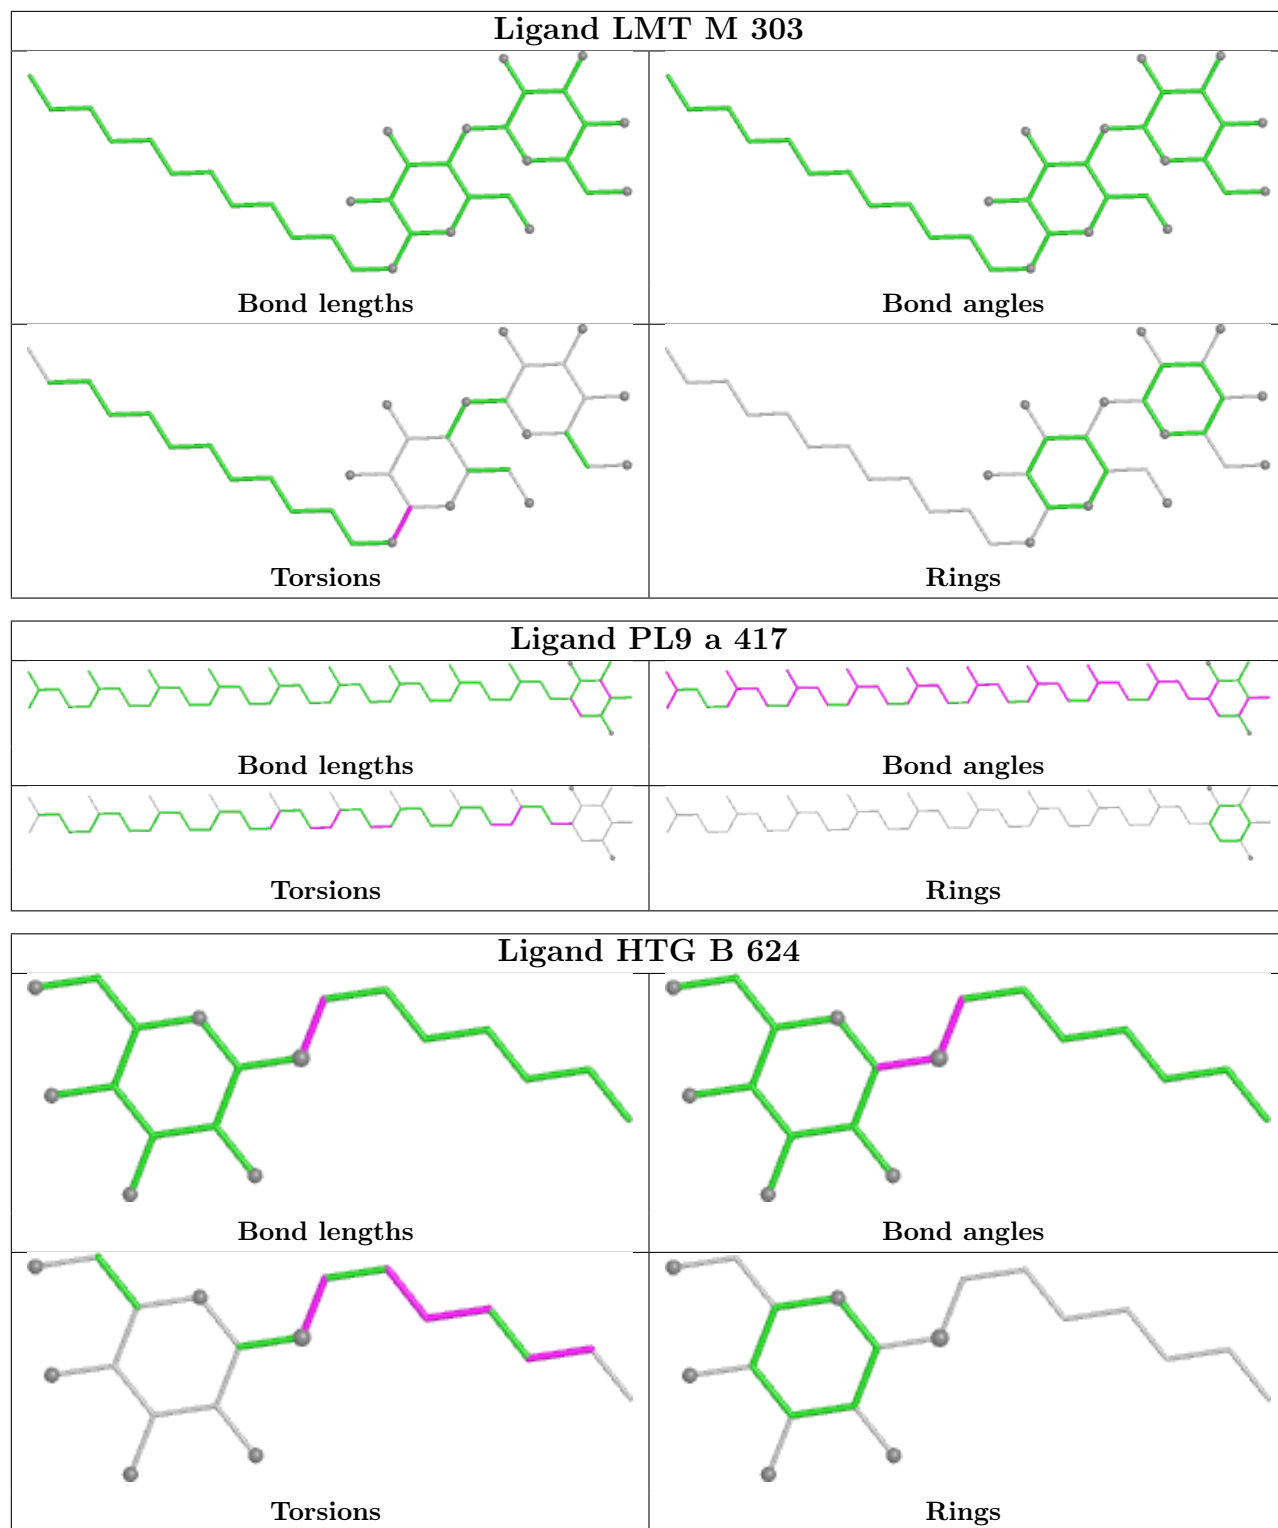 Ligand LMT M 303
Bond lengths
Bond angles
Torsions
Rings
Ligand PL9 a 417
Bond lengths
Bond angles
Torsions
Rings
Ligand HTG B 624
Bond lengths
Bond angles
Torsions
Rings